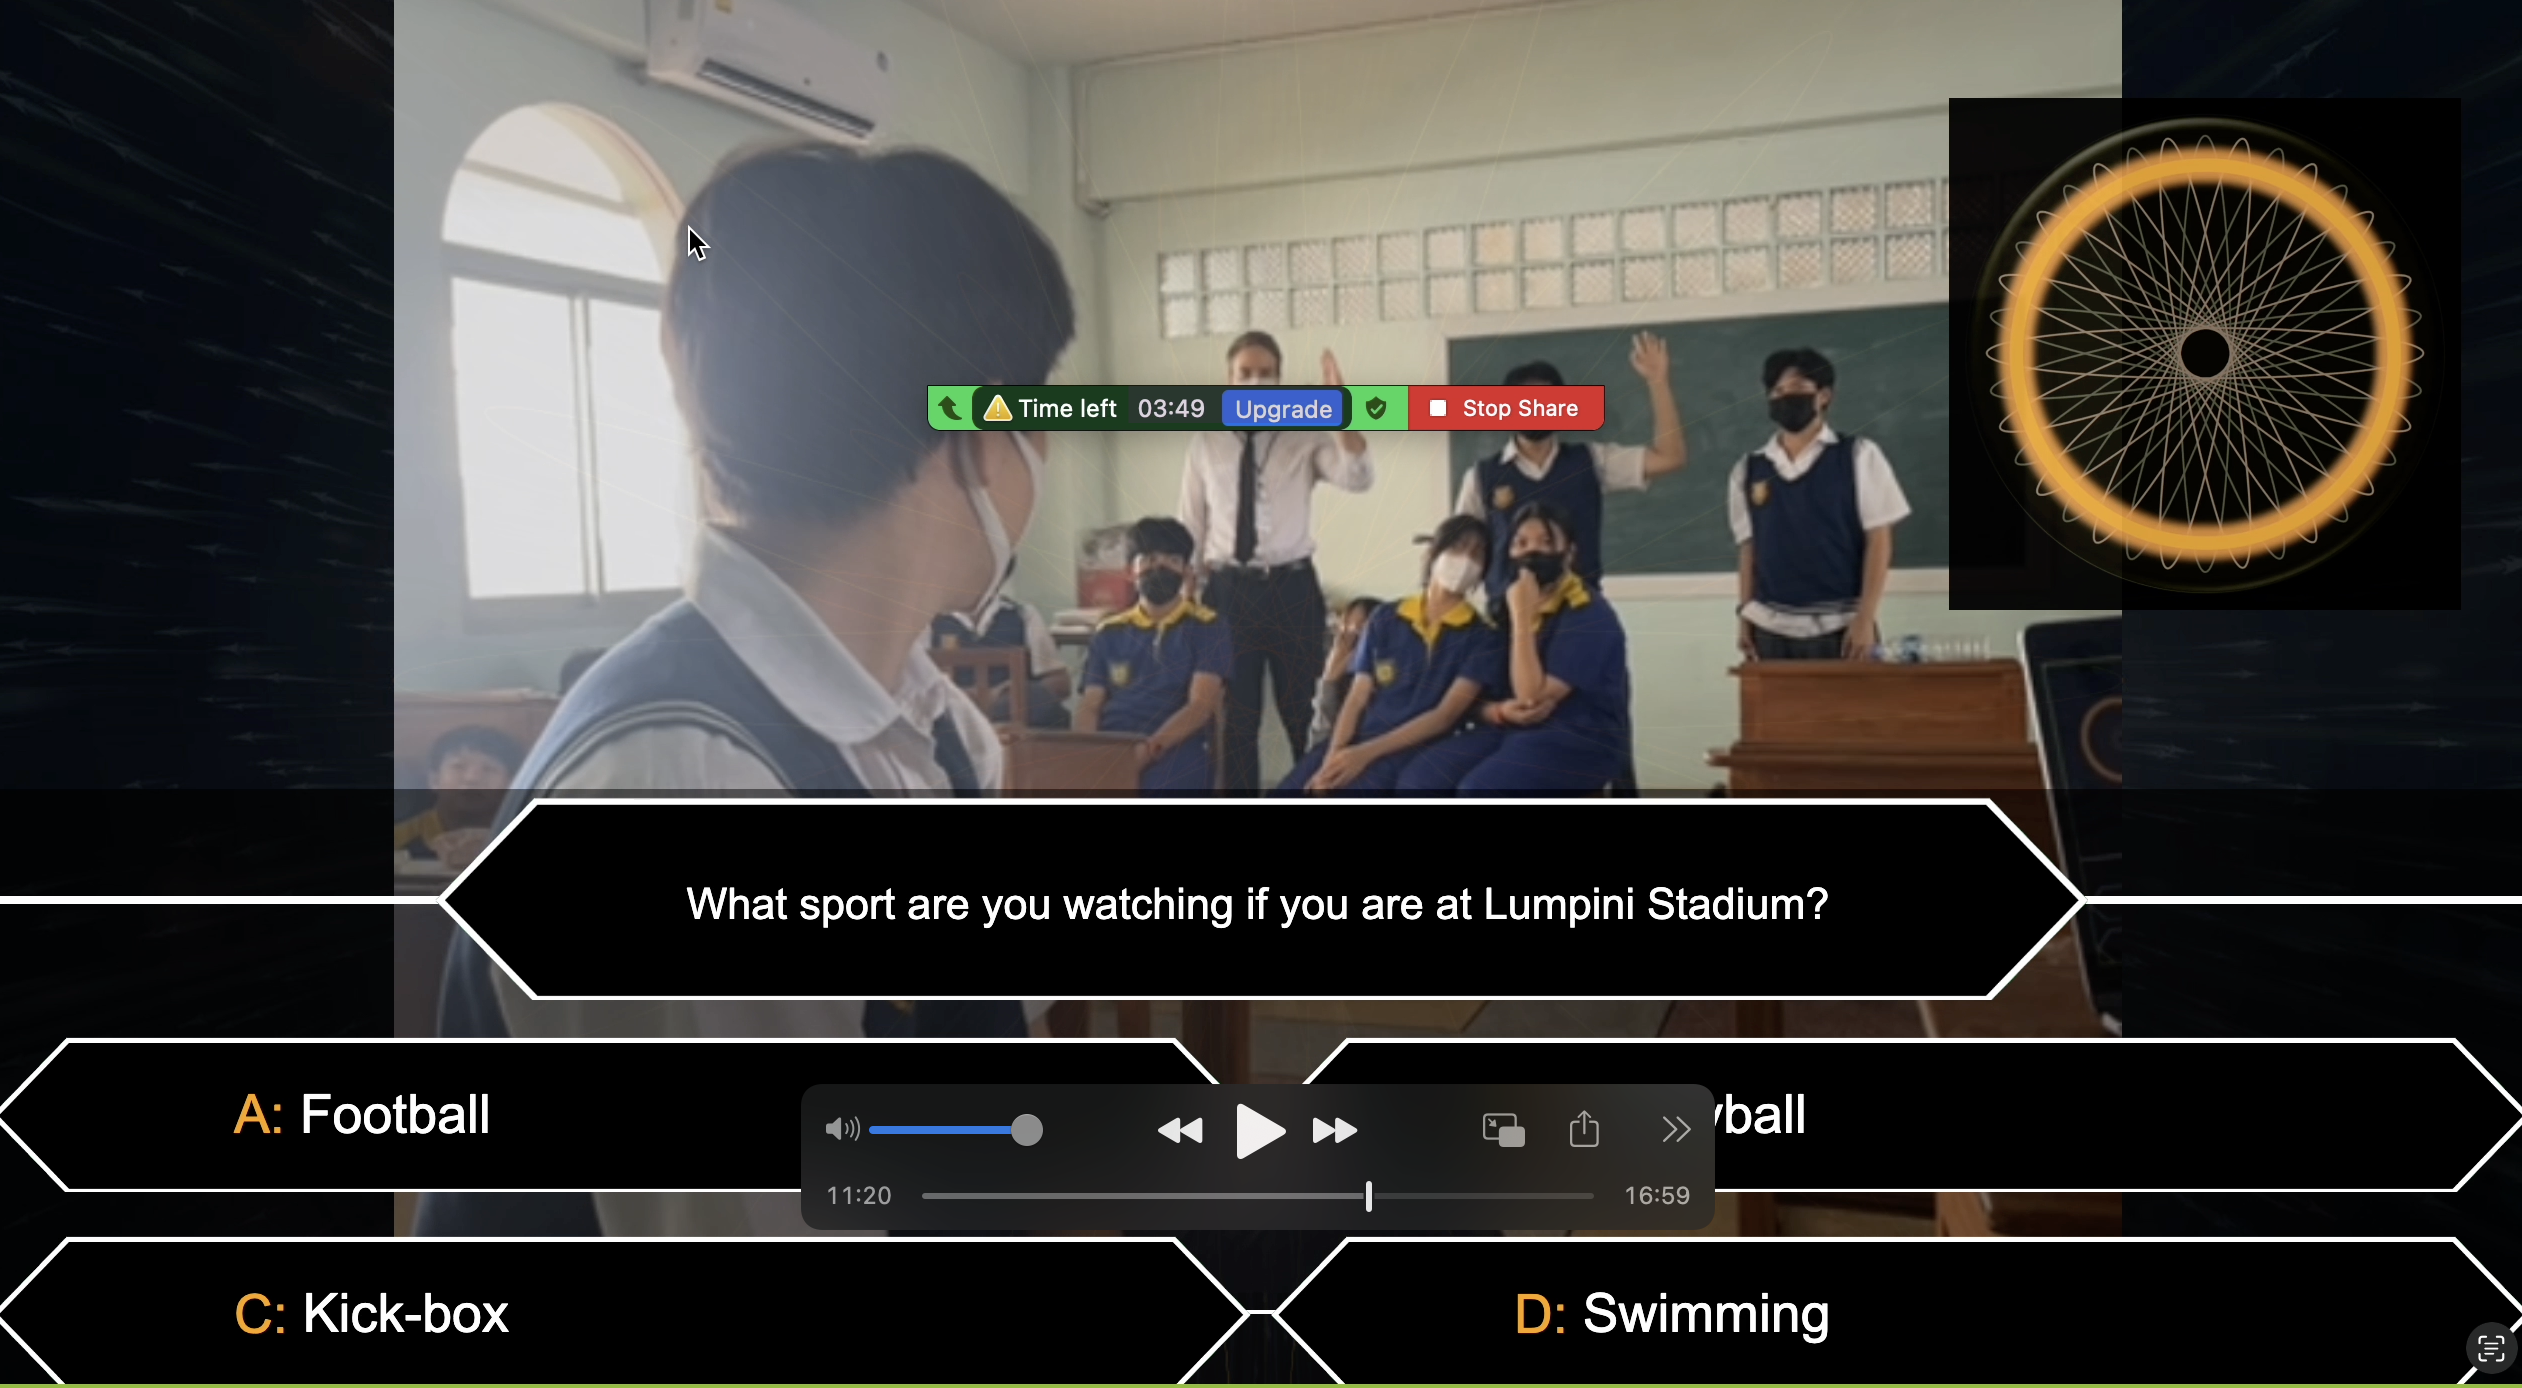 Time left 03:49 Upgrade Stop Share
What sport are you watching if you are at Lumpini Stadium?
A: Football
ball
11:20 16:59
C: Kick-box
D: Swimming